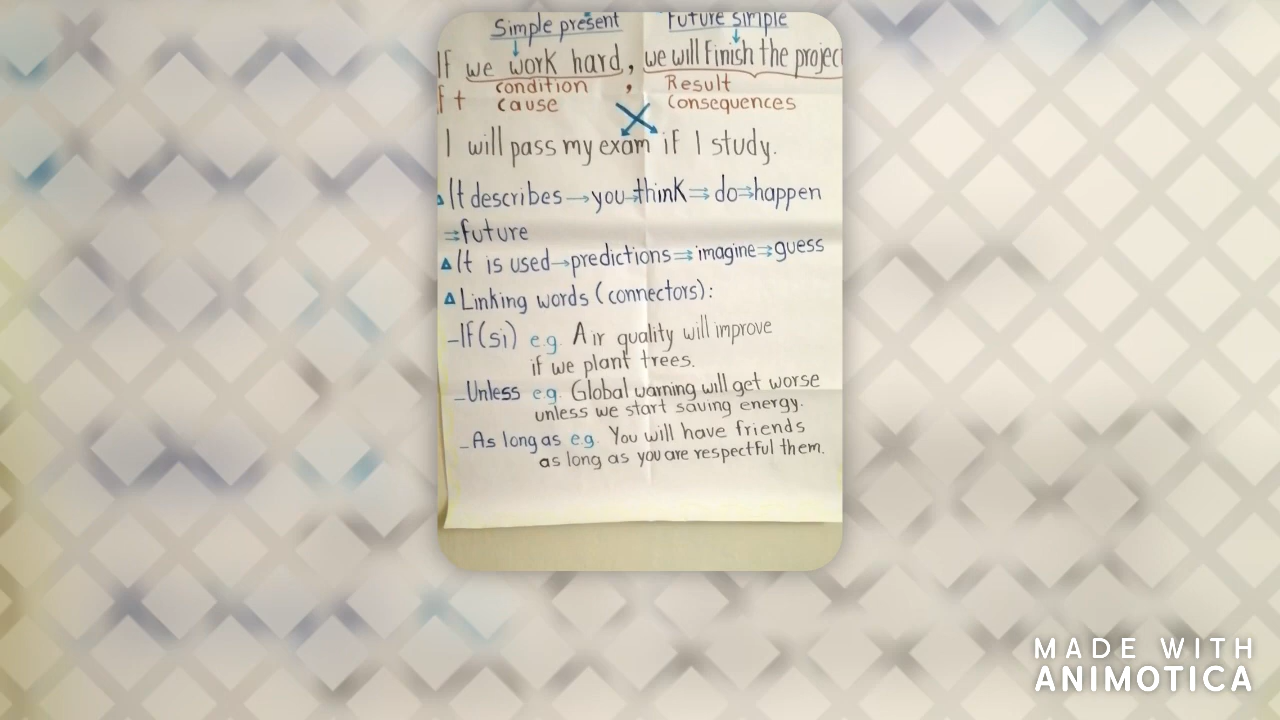 Simple present Future simple
If we work hard, we will finish the project
If + condition , Result
cause Consequences
I will pass my exam if I study.
It describes → you → think ⇒ do ⇒ happen
⇒ future
It is used → predictions ⇒ imagine ⇒ guess
Linking words (connectors):
- If (si) e.g. Air quality will improve
if we plant trees.
- Unless e.g. Global warning will get worse
unless we start saving energy.
- As long as e.g. You will have friends
as long as you are respectful them.
MADE WITH
ANIMOTICA